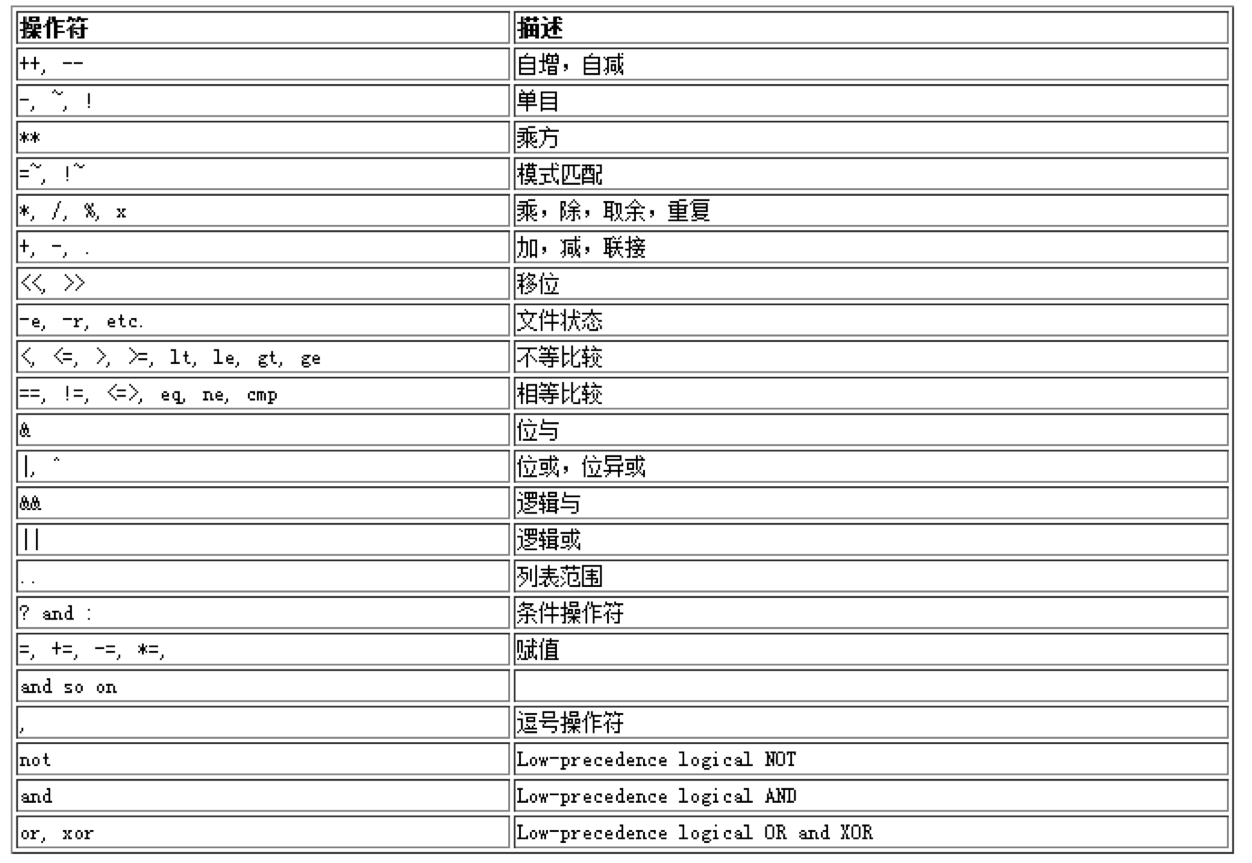 操作符 描述
++, -- 自增，自减
-, ~, ! 单目
** 乘方
=~, !~ 模式匹配
*, /, %, x 乘，除，取余，重复
+, -, . 加，减，联接
<<, >> 移位
-e, -r, etc. 文件状态
<, <=, >, >=, lt, le, gt, ge 不等比较
==, !=, <=>, eq, ne, cmp 相等比较
& 位与
|, ^ 位或，位异或
&& 逻辑与
|| 逻辑或
.. 列表范围
? and : 条件操作符
=, +=, -=, *=, 赋值
and so on
, 逗号操作符
not Low-precedence logical NOT
and Low-precedence logical AND
or, xor Low-precedence logical OR and XOR